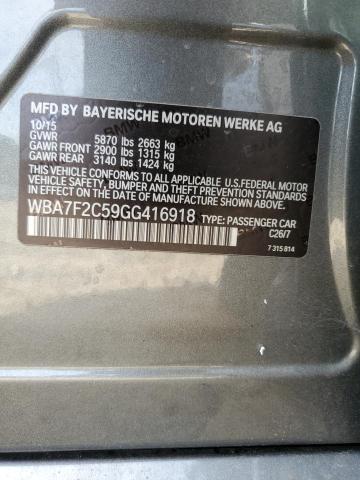 MFD BY BAYERISCHE MOTOREN WERKE AG
10/15
GVWR 5870 lbs 2663 kg
GAWR FRONT 2900 lbs 1315 kg
GAWR REAR 3140 lbs 1424 kg
THIS VEHICLE CONFORMS TO ALL APPLICABLE U.S. FEDERAL MOTOR
VEHICLE SAFETY, BUMPER, AND THEFT PREVENTION STANDARDS
IN EFFECT ON THE DATE OF MANUFACTURE SHOWN ABOVE.
WBA7F2C59GG416918 TYPE: PASSENGER CAR
C26/7
7 315 814